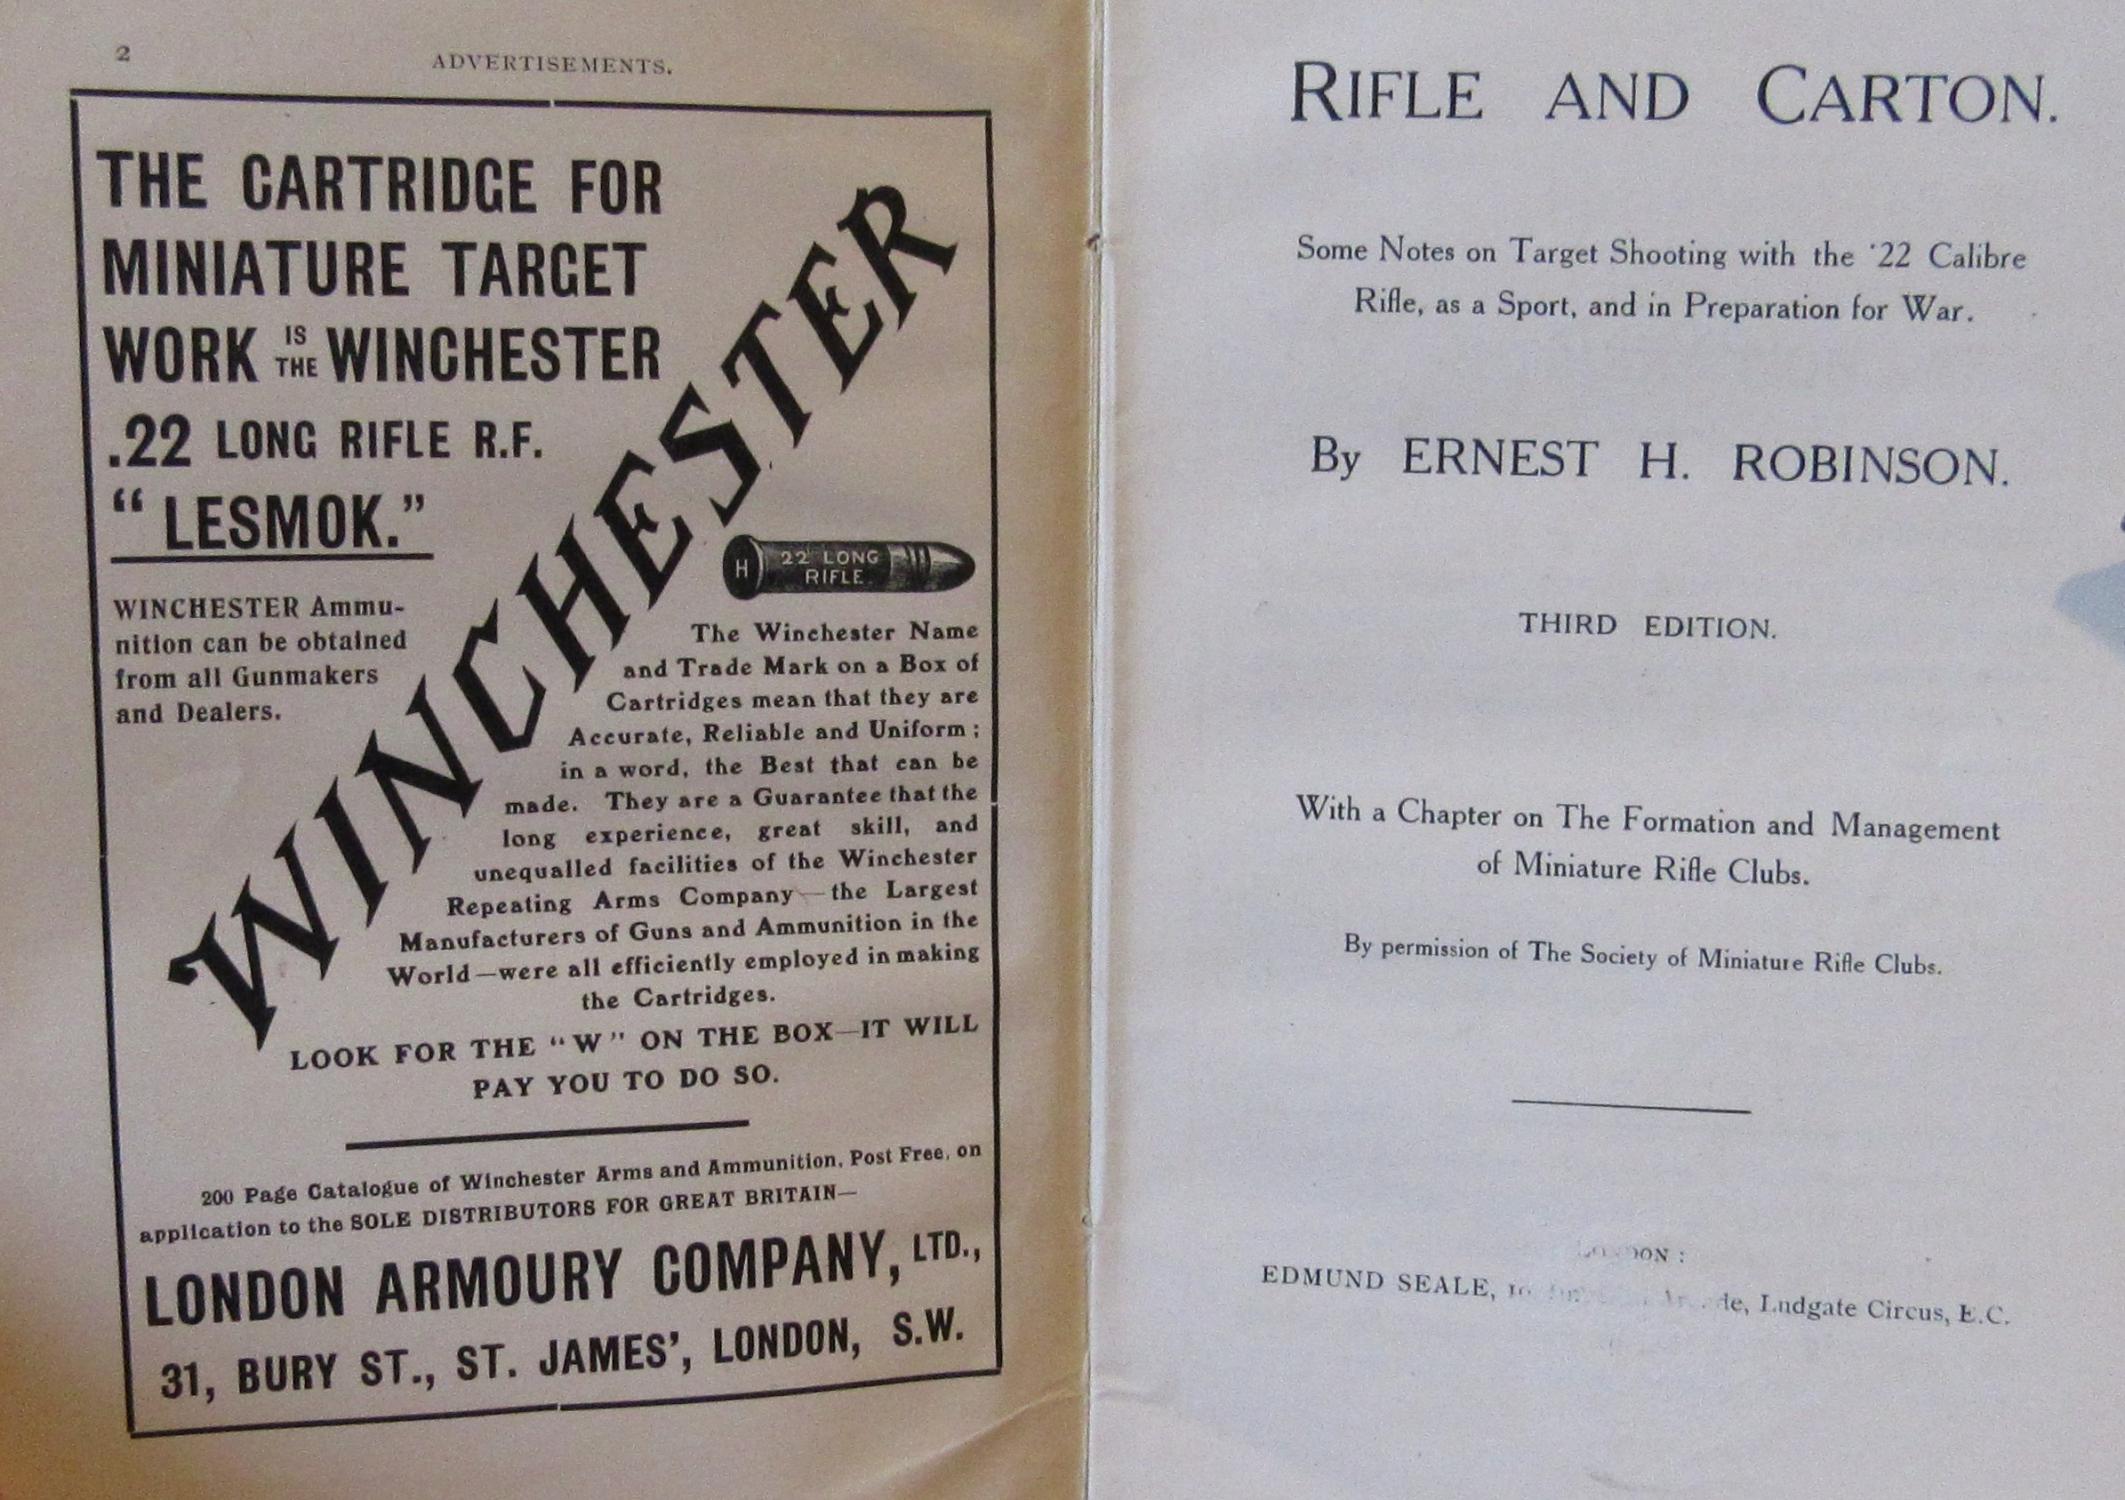 2
ADVERTISEMENTS.
THE CARTRIDGE FOR
MINIATURE TARGET
WORK IS THE WINCHESTER
.22 LONG RIFLE R.F.
“ LESMOK.”
WINCHESTER
H 22 LONG
RIFLE.
WINCHESTER Ammu-
nition can be obtained
from all Gunmakers
and Dealers.
The Winchester Name
and Trade Mark on a Box of
Cartridges mean that they are
Accurate, Reliable and Uniform ;
in a word, the Best that can be
made. They are a Guarantee that the
long experience, great skill, and
unequalled facilities of the Winchester
Repeating Arms Company—the Largest
Manufacturers of Guns and Ammunition in the
World—were all efficiently employed in making
the Cartridges.
LOOK FOR THE “W” ON THE BOX—IT WILL
PAY YOU TO DO SO.
200 Page Catalogue of Winchester Arms and Ammunition, Post Free, on
application to the SOLE DISTRIBUTORS FOR GREAT BRITAIN—
LONDON ARMOURY COMPANY, LTD.,
31, BURY ST., ST. JAMES’, LONDON, S.W.
RIFLE AND CARTON.
Some Notes on Target Shooting with the ·22 Calibre
Rifle, as a Sport, and in Preparation for War.
By ERNEST H. ROBINSON.
THIRD EDITION.
With a Chapter on The Formation and Management
of Miniature Rifle Clubs.
By permission of The Society of Miniature Rifle Clubs.
LONDON :
EDMUND SEALE, Ludgate Circus, E.C.